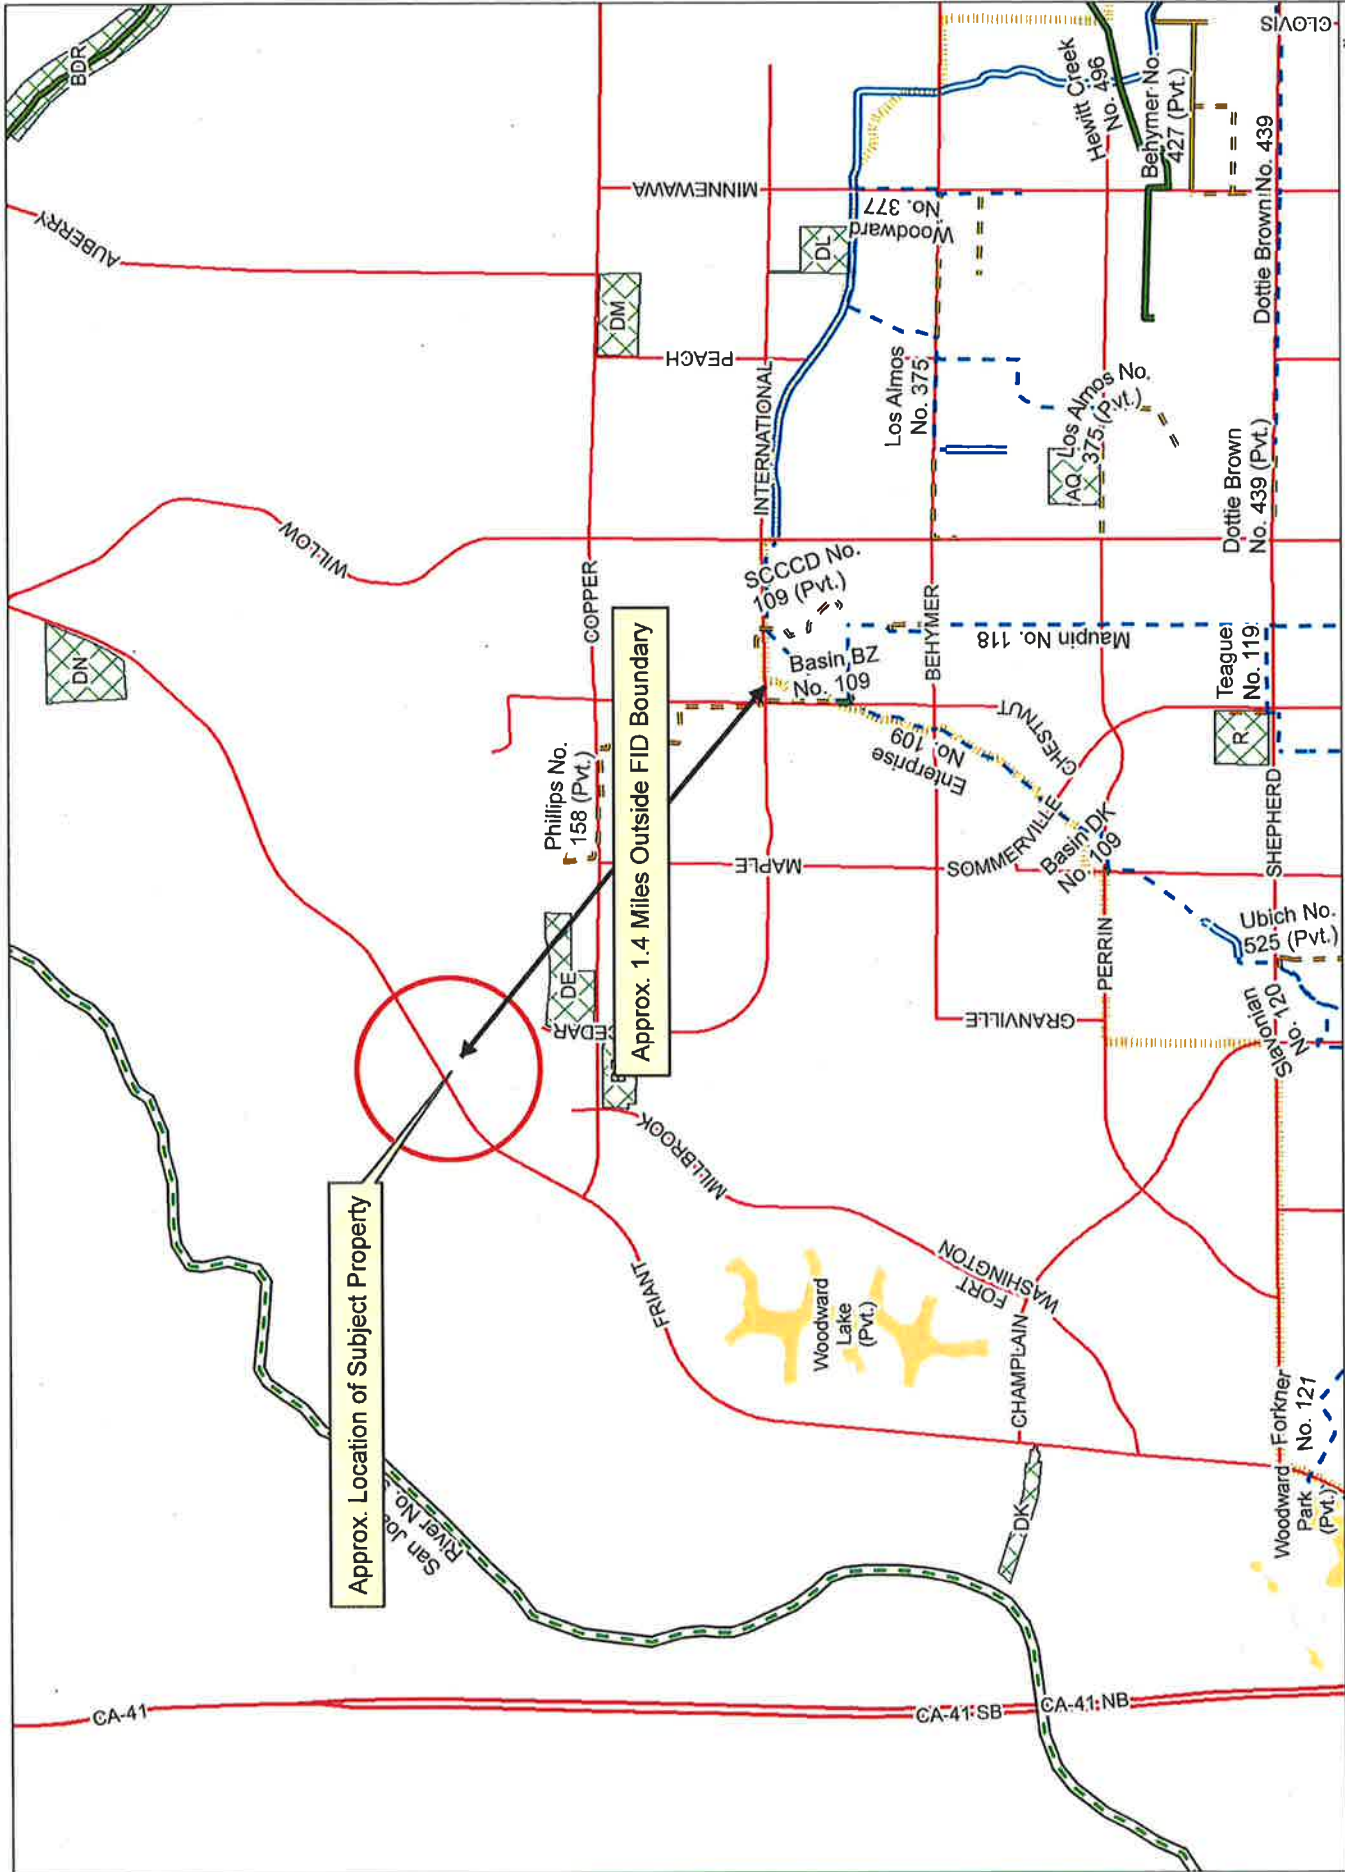 BDR
CLOVIS
AUBERRY
MINNEWAWA
Hewitt Creek
No. 496
Behymer No.
427 (Pvt.)
Dottie Brown No. 439
DL
Woodward
No. 377
DM
PEACH
INTERNATIONAL
Los Almos
No. 375
Los Almos No.
375 (Pvt.)
AQ
Dottie Brown
No. 439 (Pvt.)
WILLOW
COPPER
SCCCD No.
109 (Pvt.)
BEHYMER
Maupin No. 118
Teague
No. 119
DN
Basin BZ
No. 109
CHESTNUT
Enterprise
No. 109
R
SHEPHERD
Phillips No.
158 (Pvt.)
MAPLE
SOMMERVILLE
Basin DK
No. 109
Approx. 1.4 Miles Outside FID Boundary
DE
PERRIN
GRANVILLE
Ubich No.
525 (Pvt.)
Slavonian
No. 120
MILLBROOK
Approx. Location of Subject Property
FRIANT
Woodward
Lake
(Pvt.)
FORT
WASHINGTON
CHAMPLAIN
Forkner
No. 121
Woodward
Park
(Pvt.)
DK
River No.
CA-41
CA-41 SB
CA-41 NB